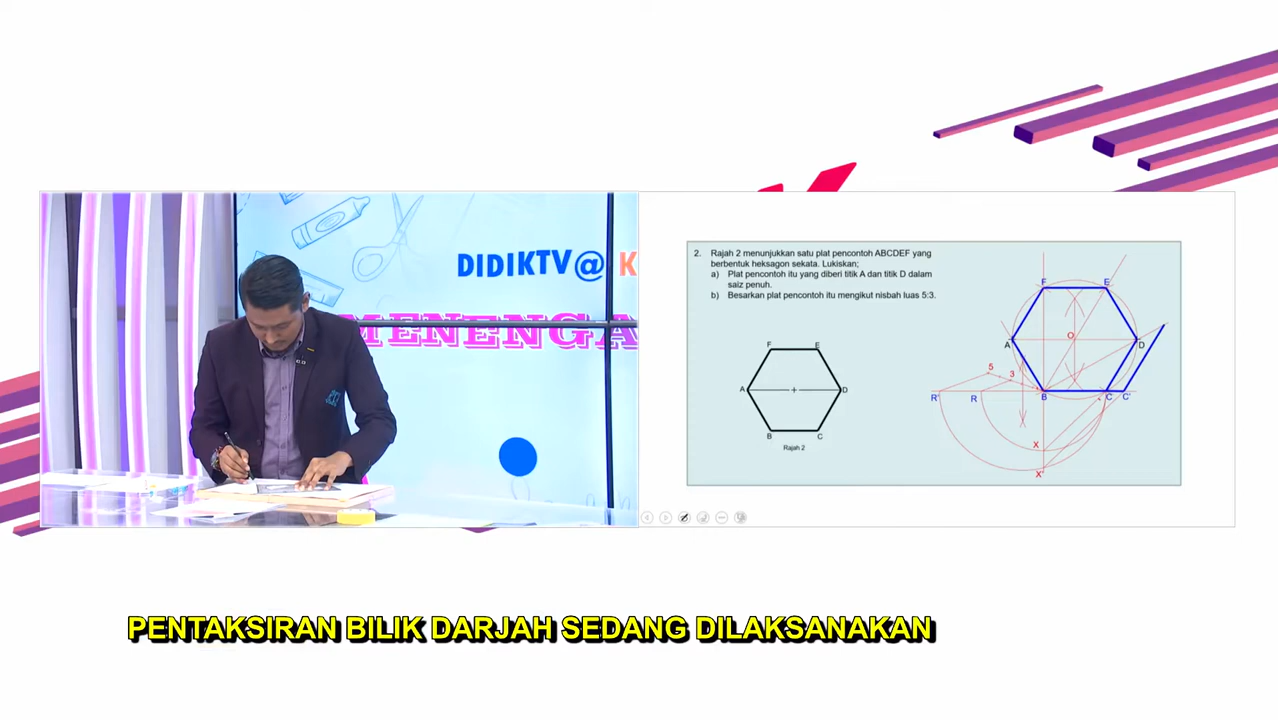 DIDIKTV@ K
MENENGA
2. Rajah 2 menunjukkan satu plat pencontoh ABCDEF yang
berbentuk heksagon sekata. Lukiskan;
a) Plat pencontoh itu yang diberi titik A dan titik D dalam
saiz penuh.
b) Besarkan plat pencontoh itu mengikut nisbah luas 5:3.
F E
A D
B C
Rajah 2
F E
O
A D
5 3
R' R B C C'
X
X'
PENTAKSIRAN BILIK DARJAH SEDANG DILAKSANAKAN